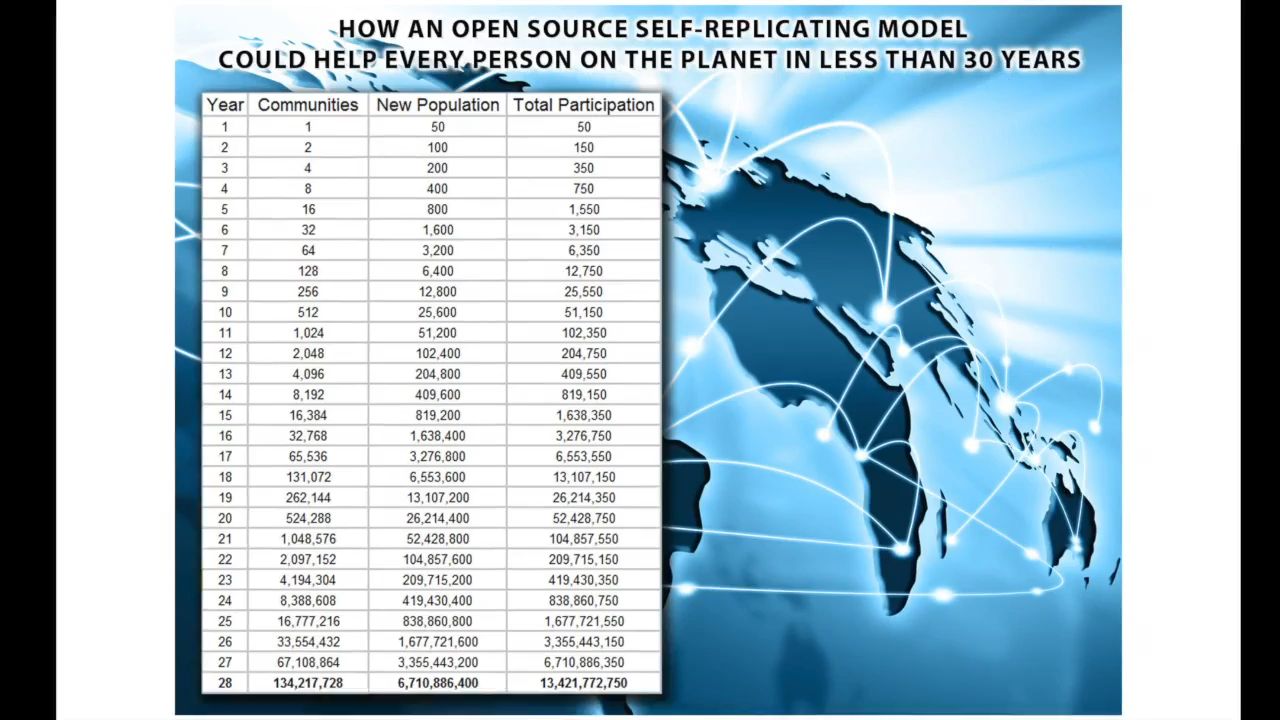 HOW AN OPEN SOURCE SELF-REPLICATING MODEL
COULD HELP EVERY PERSON ON THE PLANET IN LESS THAN 30 YEARS
Year Communities New Population Total Participation
1 1 50 50
2 2 100 150
3 4 200 350
4 8 400 750
5 16 800 1,550
6 32 1,600 3,150
7 64 3,200 6,350
8 128 6,400 12,750
9 256 12,800 25,550
10 512 25,600 51,150
11 1,024 51,200 102,350
12 2,048 102,400 204,750
13 4,096 204,800 409,550
14 8,192 409,600 819,150
15 16,384 819,200 1,638,350
16 32,768 1,638,400 3,276,750
17 65,536 3,276,800 6,553,550
18 131,072 6,553,600 13,107,150
19 262,144 13,107,200 26,214,350
20 524,288 26,214,400 52,428,750
21 1,048,576 52,428,800 104,857,550
22 2,097,152 104,857,600 209,715,150
23 4,194,304 209,715,200 419,430,350
24 8,388,608 419,430,400 838,860,750
25 16,777,216 838,860,800 1,677,721,550
26 33,554,432 1,677,721,600 3,355,443,150
27 67,108,864 3,355,443,200 6,710,886,350
28 134,217,728 6,710,886,400 13,421,772,750